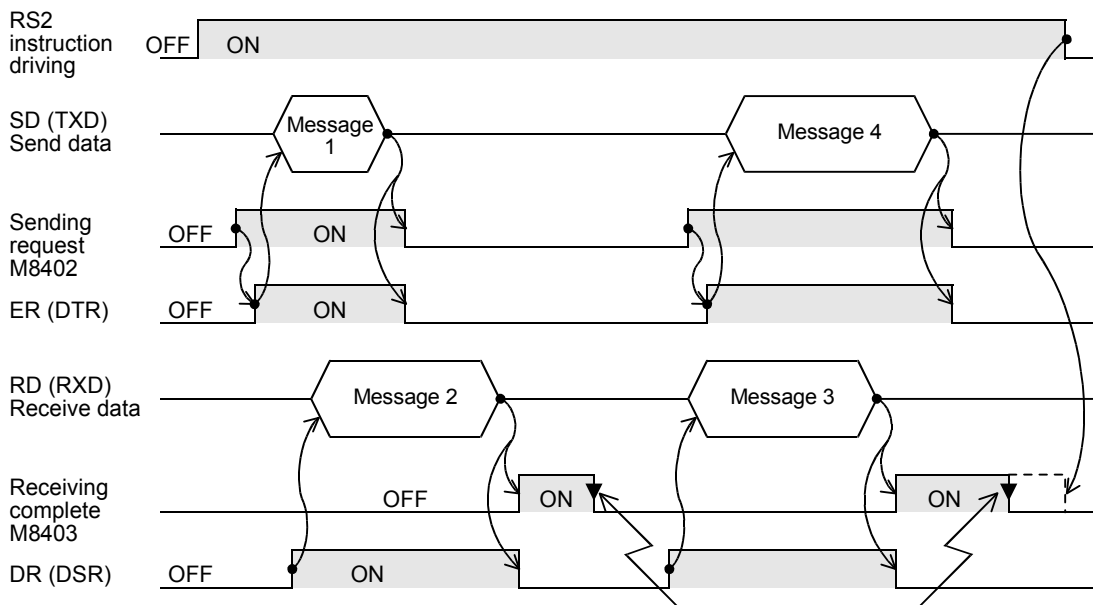 RS2
instruction
driving
OFF
ON
SD (TXD)
Send data
Message
1
Message 4
Sending
request
M8402
OFF
ON
ER (DTR)
OFF
ON
RD (RXD)
Receive data
Message 2
Message 3
Receiving
complete
M8403
OFF
ON
ON
DR (DSR)
OFF
ON